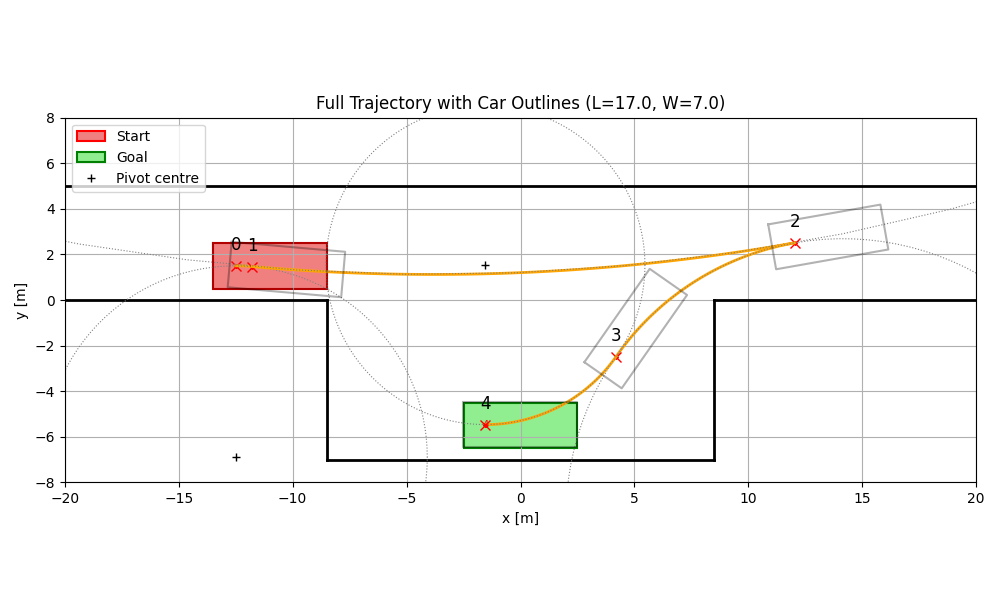 Full Trajectory with Car Outlines (L=17.0, W=7.0)
8
6
4
2
0
−2
−4
−6
−8
y [m]
Start
Goal
Pivot centre
0 1
2
3
4
−20 −15 −10 −5 0 5 10 15 20
x [m]